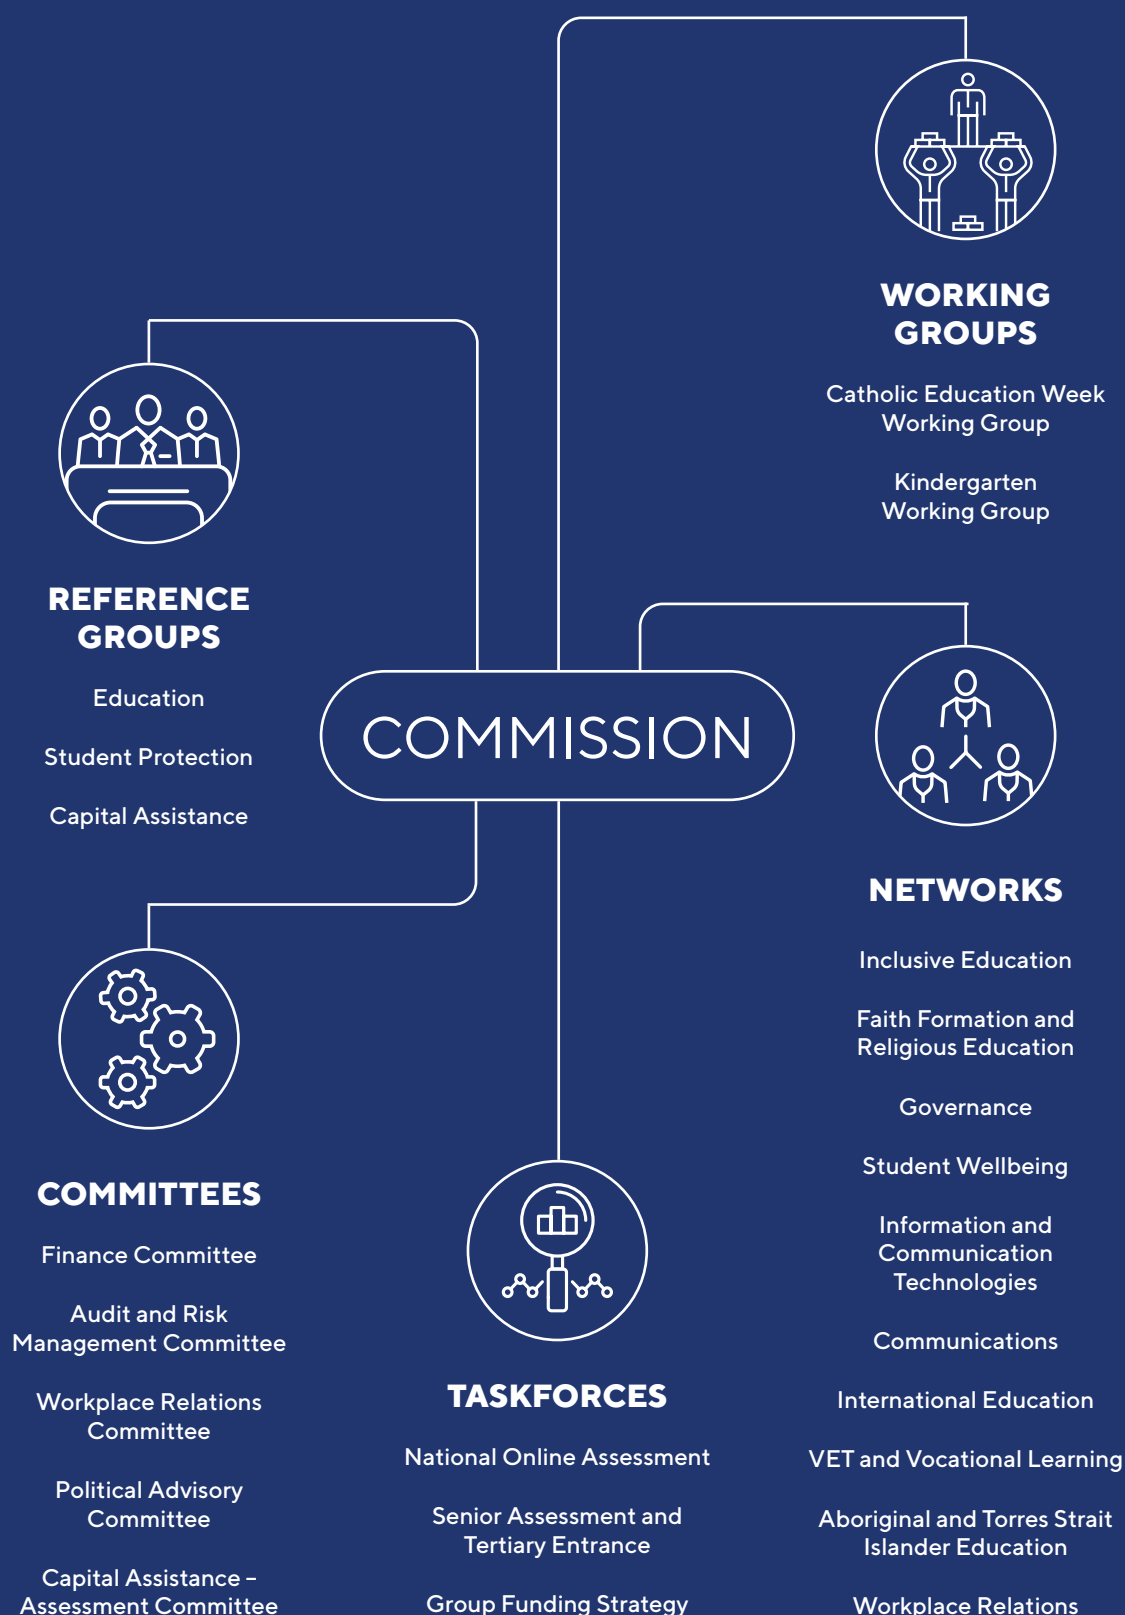 WORKING
GROUPS
Catholic Education Week
Working Group
Kindergarten
Working Group
REFERENCE
GROUPS
Education
Student Protection
Capital Assistance
COMMISSION
NETWORKS
Inclusive Education
Faith Formation and
Religious Education
Governance
Student Wellbeing
Information and
Communication
Technologies
Communications
International Education
VET and Vocational Learning
Aboriginal and Torres Strait
Islander Education
Workplace Relations
COMMITTEES
Finance Committee
Audit and Risk
Management Committee
Workplace Relations
Committee
Political Advisory
Committee
Capital Assistance –
Assessment Committee
TASKFORCES
National Online Assessment
Senior Assessment and
Tertiary Entrance
Group Funding Strategy